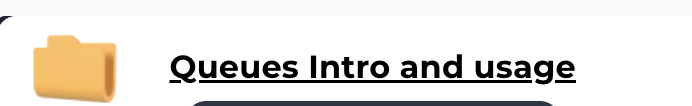 Queues Intro and usage